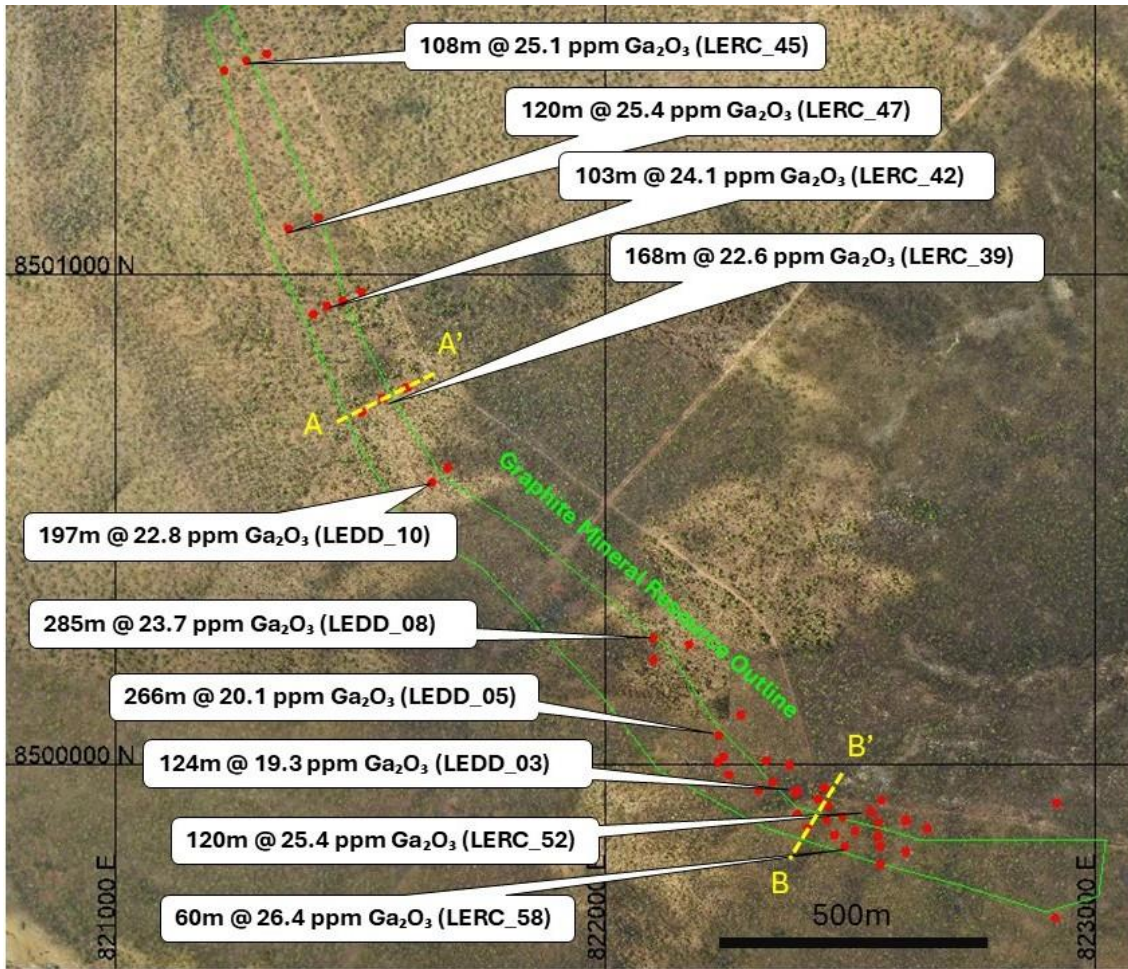 108m @ 25.1 ppm Ga₂O₃ (LERC_45)
120m @ 25.4 ppm Ga₂O₃ (LERC_47)
103m @ 24.1 ppm Ga₂O₃ (LERC_42)
168m @ 22.6 ppm Ga₂O₃ (LERC_39)
8501000 N
A'
A
Graphite Mineral Resource Outline
197m @ 22.8 ppm Ga₂O₃ (LEDD_10)
285m @ 23.7 ppm Ga₂O₃ (LEDD_08)
266m @ 20.1 ppm Ga₂O₃ (LEDD_05)
8500000 N
B'
124m @ 19.3 ppm Ga₂O₃ (LEDD_03)
120m @ 25.4 ppm Ga₂O₃ (LERC_52)
B
60m @ 26.4 ppm Ga₂O₃ (LERC_58)
500m
821000 E
822000 E
823000 E